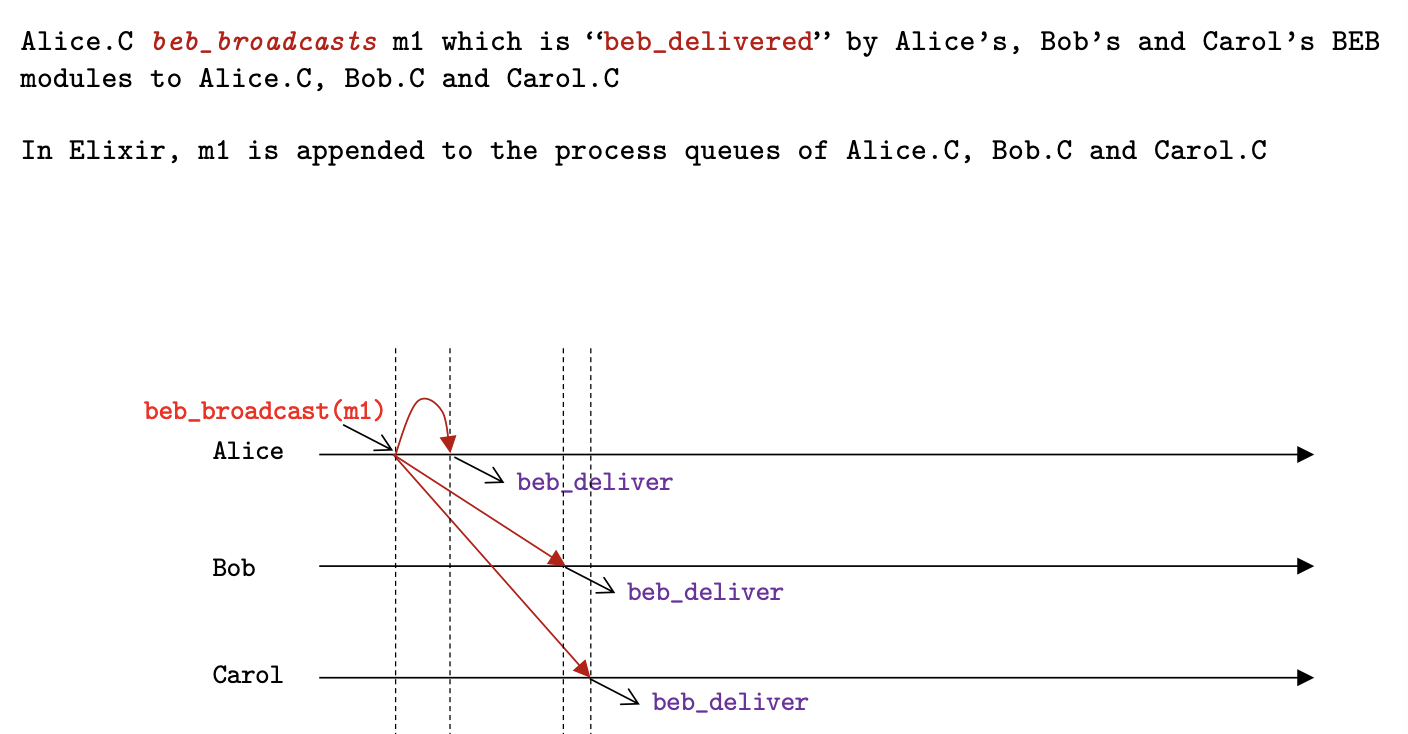 Alice.C beb_broadcasts m1 which is “beb_delivered” by Alice’s, Bob’s and Carol’s BEB
modules to Alice.C, Bob.C and Carol.C
In Elixir, m1 is appended to the process queues of Alice.C, Bob.C and Carol.C
beb_broadcast(m1)
Alice
beb_deliver
Bob
beb_deliver
Carol
beb_deliver